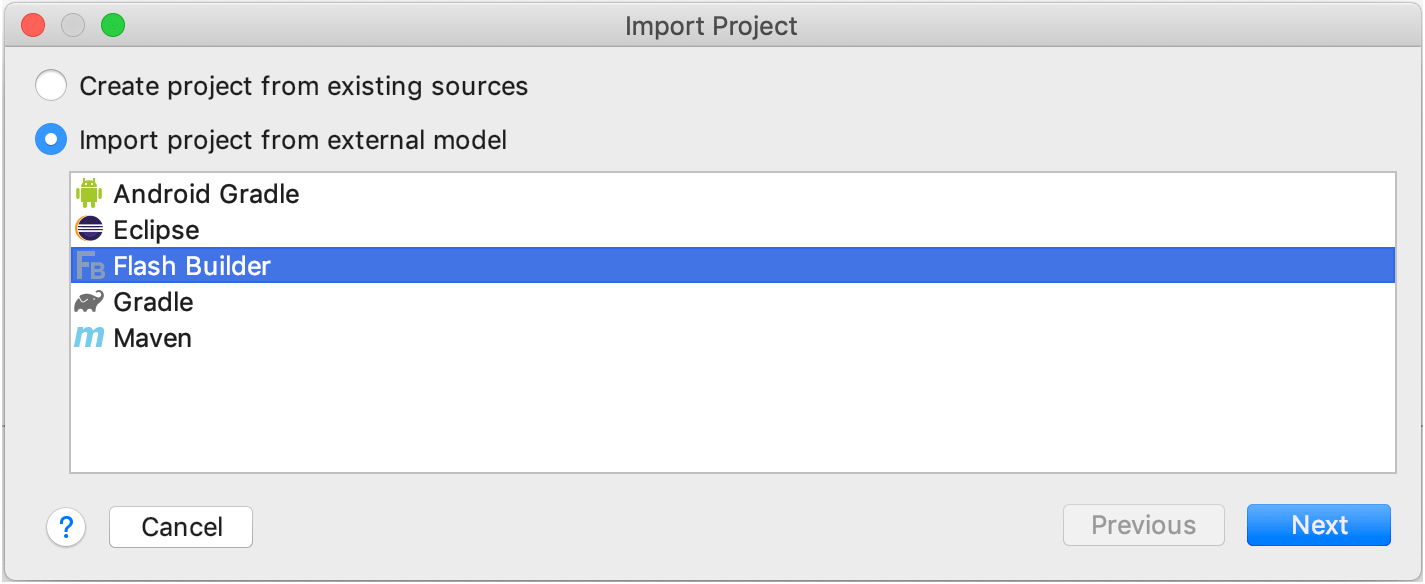 Import Project
Create project from existing sources
Import project from external model
Android Gradle
Eclipse
FB Flash Builder
Gradle
m Maven
? Cancel Previous Next